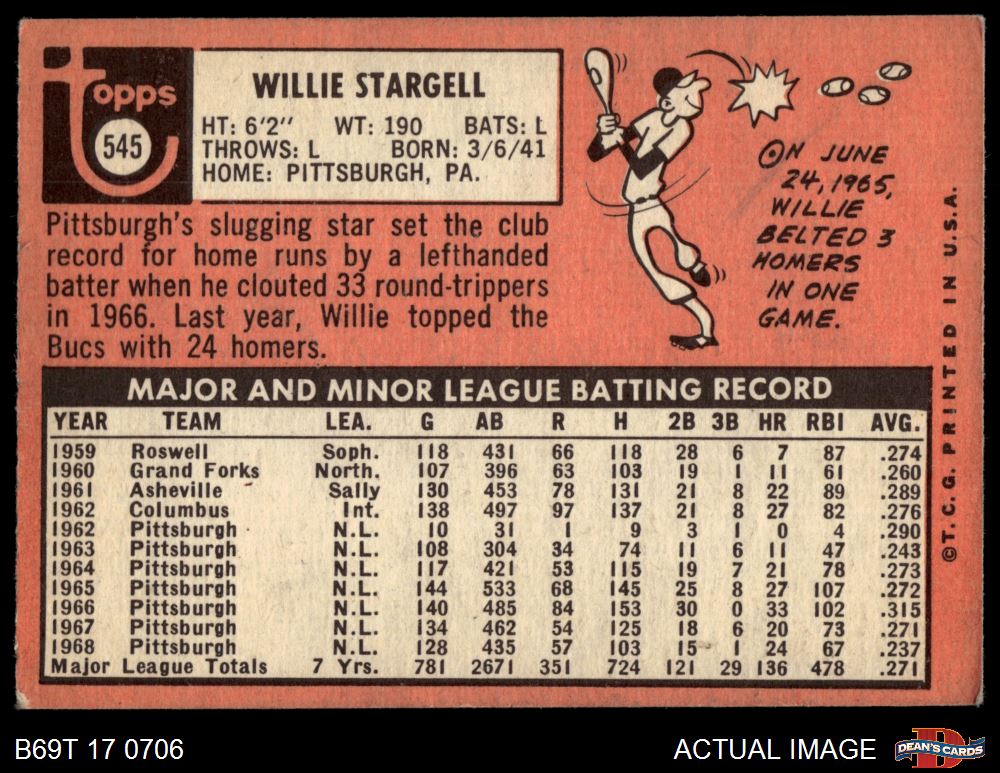 topps
545
WILLIE STARGELL
HT: 6'2" WT: 190 BATS: L
THROWS: L BORN: 3/6/41
HOME: PITTSBURGH, PA.
Pittsburgh's slugging star set the club
record for home runs by a lefthanded
batter when he clouted 33 round-trippers
in 1966. Last year, Willie topped the
Bucs with 24 homers.
ON JUNE
24, 1965,
WILLIE
BELTED 3
HOMERS
IN ONE
GAME.
©T.C.G. PRINTED IN U.S.A.
MAJOR AND MINOR LEAGUE BATTING RECORD
YEAR TEAM LEA. G AB R H 2B 3B HR RBI AVG.
1959 Roswell Soph. 118 431 66 118 28 6 7 87 .274
1960 Grand Forks North. 107 396 63 103 19 1 11 61 .260
1961 Asheville Sally 130 453 78 131 21 8 22 89 .289
1962 Columbus Int. 138 497 97 137 21 8 27 82 .276
1962 Pittsburgh N.L. 10 31 1 9 3 1 0 4 .290
1963 Pittsburgh N.L. 108 304 34 74 11 6 11 47 .243
1964 Pittsburgh N.L. 117 421 53 115 19 7 21 78 .273
1965 Pittsburgh N.L. 144 533 68 145 25 8 27 107 .272
1966 Pittsburgh N.L. 140 485 84 153 30 0 33 102 .315
1967 Pittsburgh N.L. 134 462 54 125 18 6 20 73 .271
1968 Pittsburgh N.L. 128 435 57 103 15 1 24 67 .237
Major League Totals 7 Yrs. 781 2671 351 724 121 29 136 478 .271
B69T 17 0706
ACTUAL IMAGE
D
DEAN'S CARDS